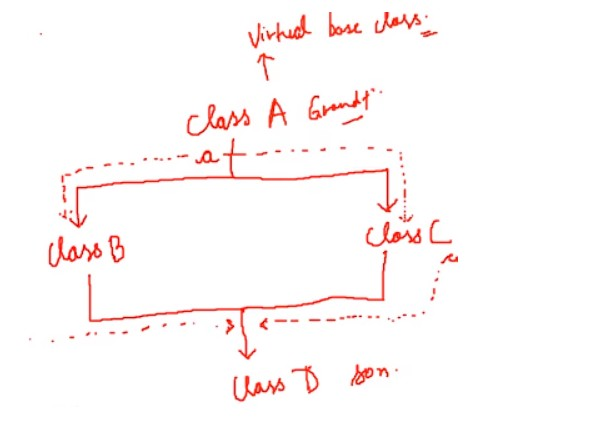 Virtual base class.
Class A Grandf.
a
Class B
Class C
Class D son.